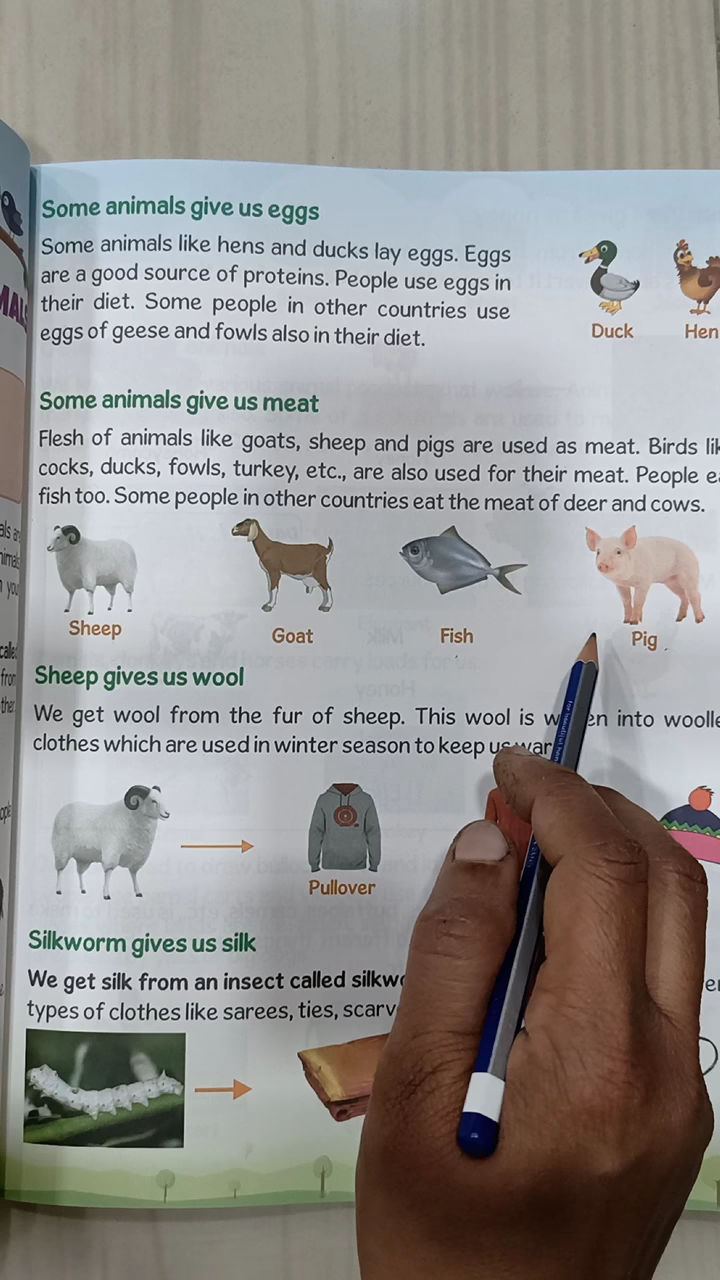 Some animals give us eggs
Some animals like hens and ducks lay eggs. Eggs
are a good source of proteins. People use eggs in
their diet. Some people in other countries use
eggs of geese and fowls also in their diet.
Duck
Hen
Some animals give us meat
Flesh of animals like goats, sheep and pigs are used as meat. Birds
cocks, ducks, fowls, turkey, etc., are also used for their meat. People
fish too. Some people in other countries eat the meat of deer and cows.
Sheep
Goat
Fish
Pig
Sheep gives us wool
We get wool from the fur of sheep. This wool is into
clothes which are used in winter season to keep us
Pullover
Silkworm gives us silk
We get silk from an insect called
types of clothes like sarees, ties,